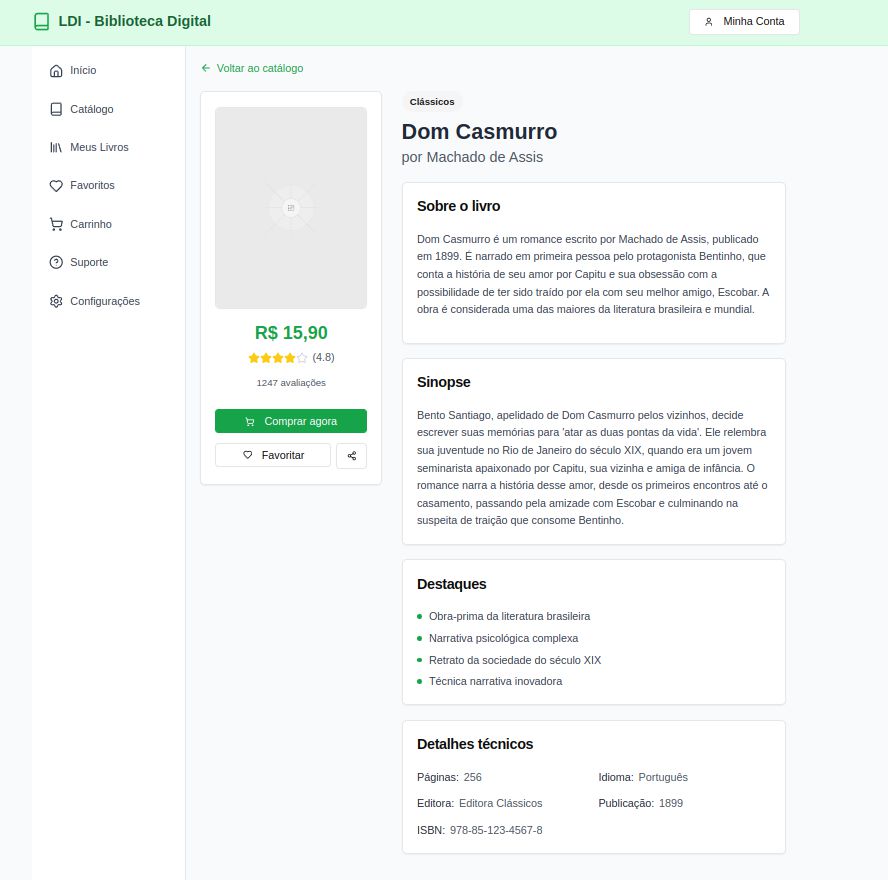 LDI - Biblioteca Digital
Minha Conta
Início
Catálogo
Meus Livros
Favoritos
Carrinho
Suporte
Configurações
Voltar ao catálogo
R$ 15,90
(4.8)
1247 avaliações
Comprar agora
Favoritar
Clássicos
Dom Casmurro
por Machado de Assis
Sobre o livro
Dom Casmurro é um romance escrito por Machado de Assis, publicado
em 1899. É narrado em primeira pessoa pelo protagonista Bentinho, que
conta a história de seu amor por Capitu e sua obsessão com a
possibilidade de ter sido traído por ela com seu melhor amigo, Escobar. A
obra é considerada uma das maiores da literatura brasileira e mundial.
Sinopse
Bento Santiago, apelidado de Dom Casmurro pelos vizinhos, decide
escrever suas memórias para 'atar as duas pontas da vida'. Ele relembra
sua juventude no Rio de Janeiro do século XIX, quando era um jovem
seminarista apaixonado por Capitu, sua vizinha e amiga de infância. O
romance narra a história desse amor, desde os primeiros encontros até o
casamento, passando pela amizade com Escobar e culminando na
suspeita de traição que consome Bentinho.
Destaques
Obra-prima da literatura brasileira
Narrativa psicológica complexa
Retrato da sociedade do século XIX
Técnica narrativa inovadora
Detalhes técnicos
Páginas: 256
Idioma: Português
Editora: Editora Clássicos
Publicação: 1899
ISBN: 978-85-123-4567-8